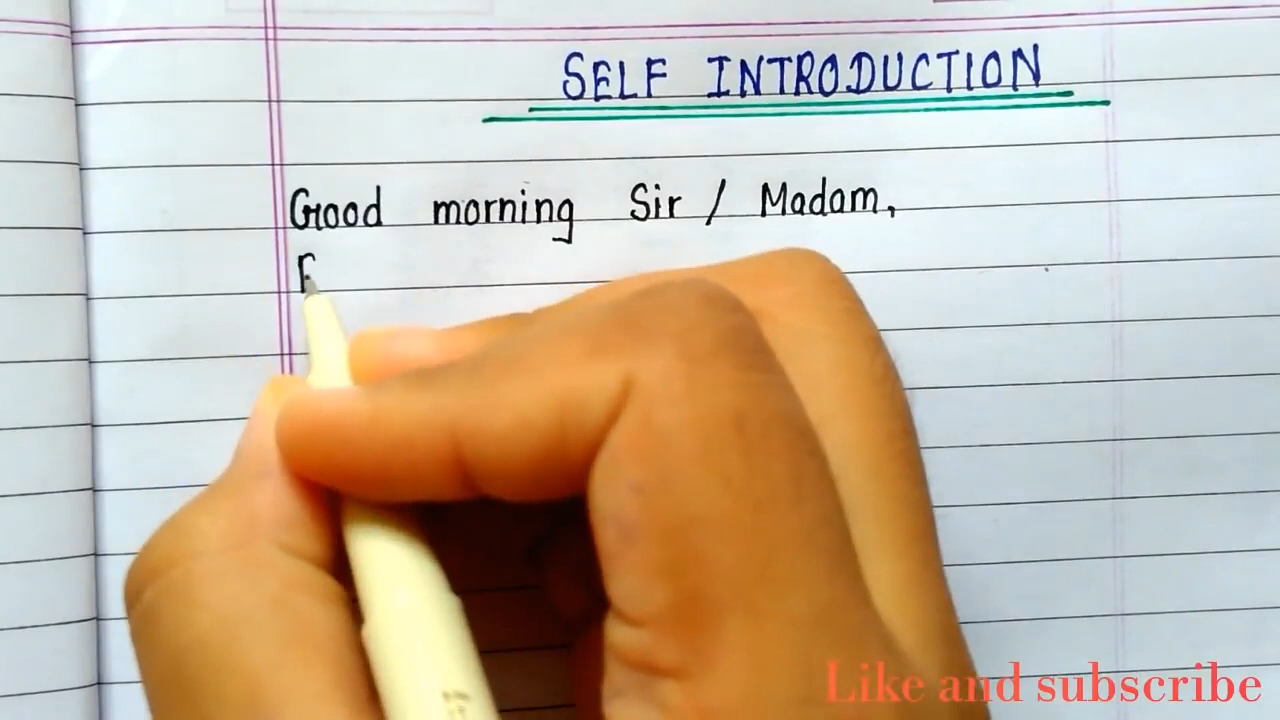 SELF INTRODUCTION
Good morning Sir / Madam,
F
Like and subscribe